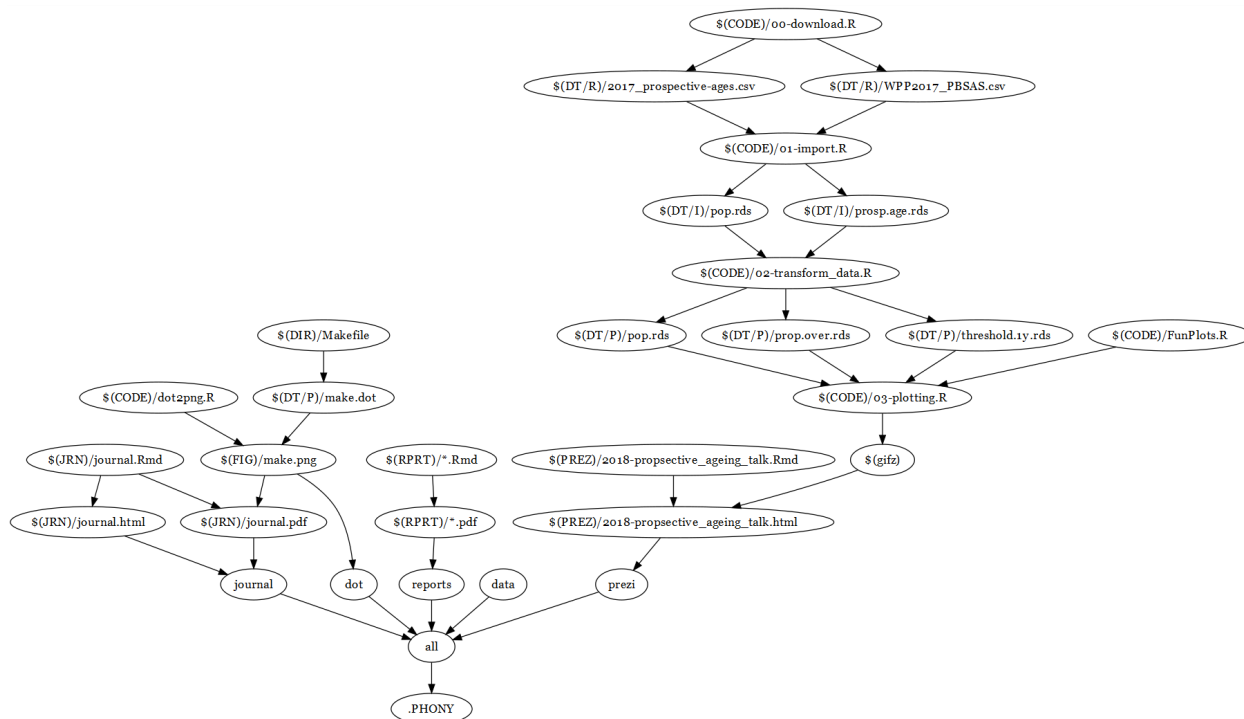 $(CODE)/00-download.R
$(DT/R)/2017_prospective-ages.csv
$(DT/R)/WPP2017_PBSAS.csv
$(CODE)/01-import.R
$(DT/I)/pop.rds
$(DT/I)/prosp.age.rds
$(CODE)/02-transform_data.R
$(DIR)/Makefile
$(DT/P)/pop.rds
$(DT/P)/prop.over.rds
$(DT/P)/threshold.1y.rds
$(CODE)/FunPlots.R
$(CODE)/dot2png.R
$(DT/P)/make.dot
$(CODE)/03-plotting.R
$(JRN)/journal.Rmd
$(FIG)/make.png
$(RPRT)/*.Rmd
$(PREZ)/2018-propsective_ageing_talk.Rmd
$(gifz)
$(JRN)/journal.html
$(JRN)/journal.pdf
$(RPRT)/*.pdf
$(PREZ)/2018-propsective_ageing_talk.html
journal
dot
reports
data
prezi
all
.PHONY